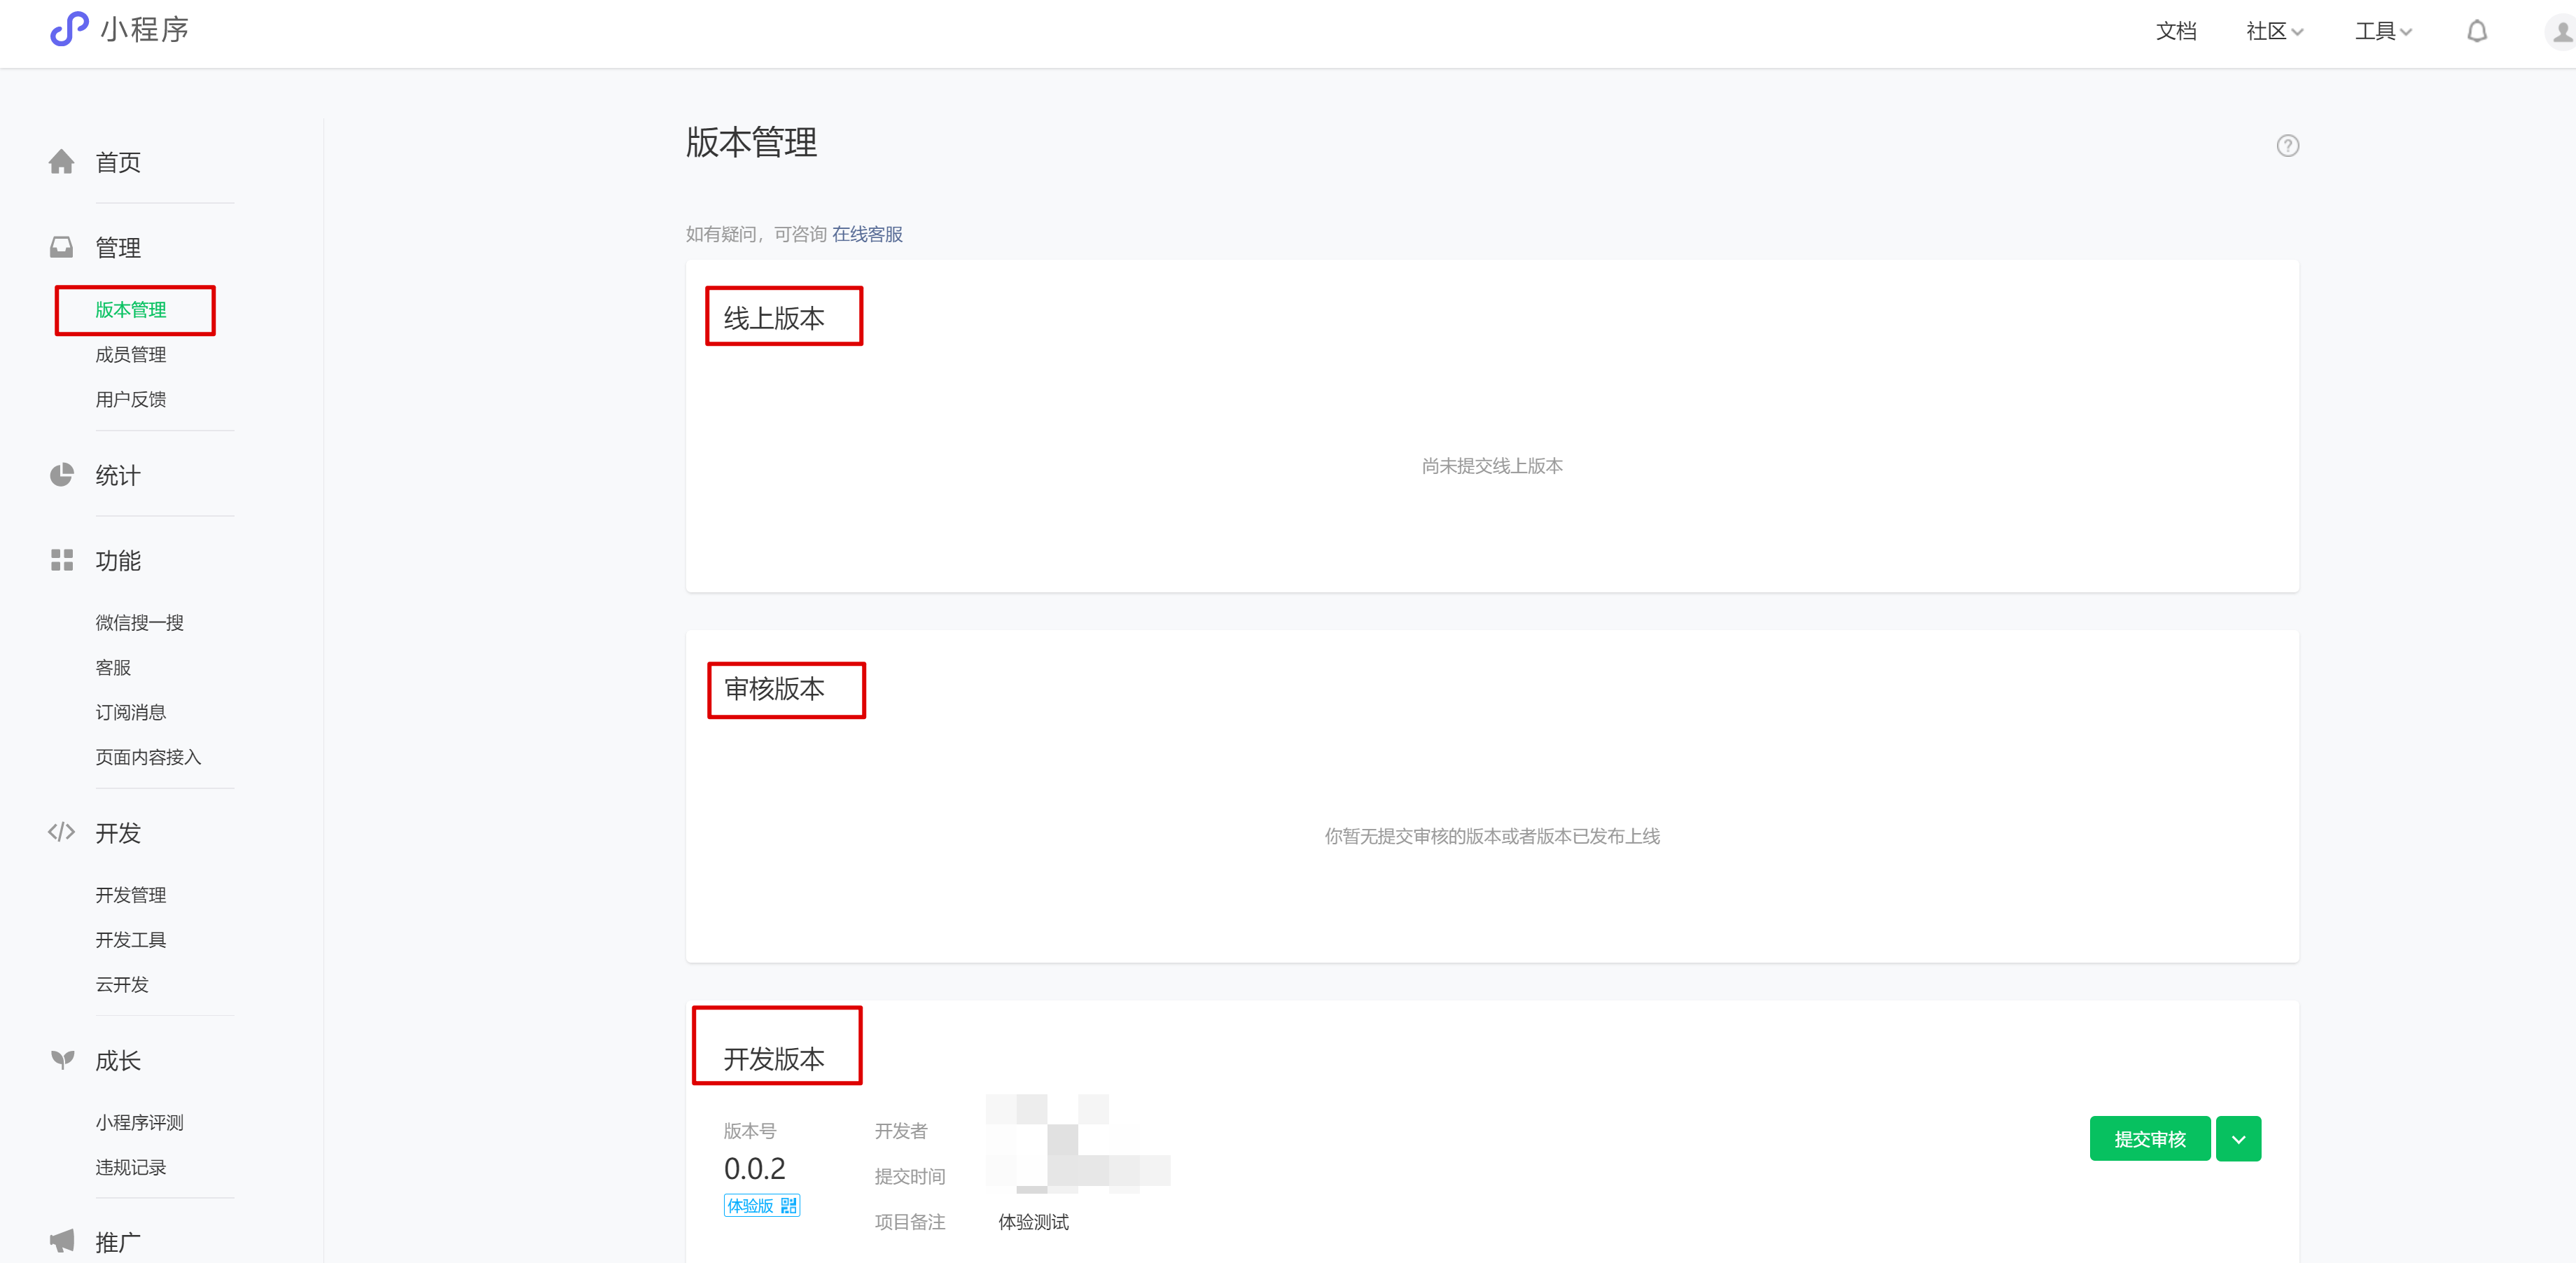 小程序
文档
社区
工具
首页
管理
版本管理
成员管理
用户反馈
统计
功能
微信搜一搜
客服
订阅消息
页面内容接入
开发
开发管理
开发工具
云开发
成长
小程序评测
违规记录
推广
版本管理
如有疑问，可咨询 在线客服
线上版本
尚未提交线上版本
审核版本
你暂无提交审核的版本或者版本已发布上线
开发版本
版本号
0.0.2
体验版
开发者
提交时间
项目备注 体验测试
提交审核